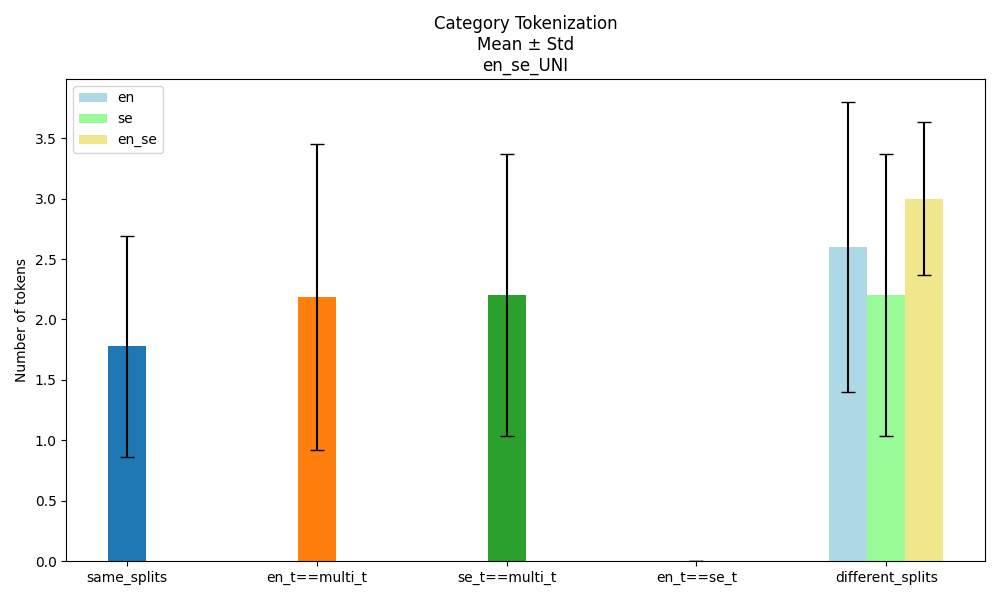 Category Tokenization
Mean ± Std
en_se_UNI
en
se
en_se
Number of tokens
3.5
3.0
2.5
2.0
1.5
1.0
0.5
0.0
same_splits
en_t==multi_t
se_t==multi_t
en_t==se_t
different_splits